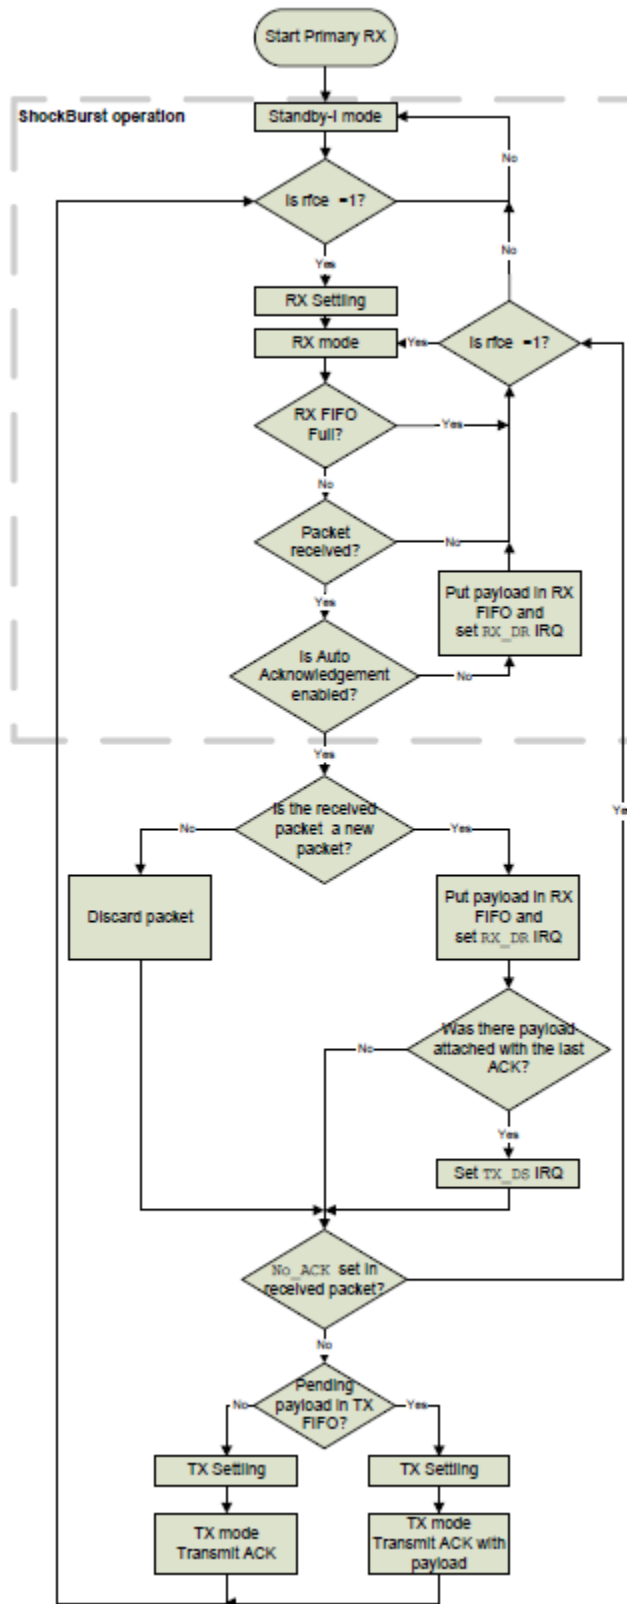 Start Primary RX
ShockBurst operation
Standby-I mode
No
Is rfce =1?
No
Yes
RX Settling
RX mode
Yes
Is rfce =1?
RX FIFO
Full?
Yes
No
Packet
received?
No
Put payload in RX
FIFO and
set RX_DR IRQ
Yes
Is Auto
Acknowledgement
enabled?
No
Yes
Is the received
packet a new
packet?
No
Yes
Yes
Discard packet
Put payload in RX
FIFO and
set RX_DR IRQ
Was there payload
attached with the last
ACK?
No
Yes
Set TX_DS IRQ
No_ACK set in
received packet?
No
Pending
payload in TX
FIFO?
No
Yes
TX Settling
TX Settling
TX mode
Transmit ACK
TX mode
Transmit ACK with
payload